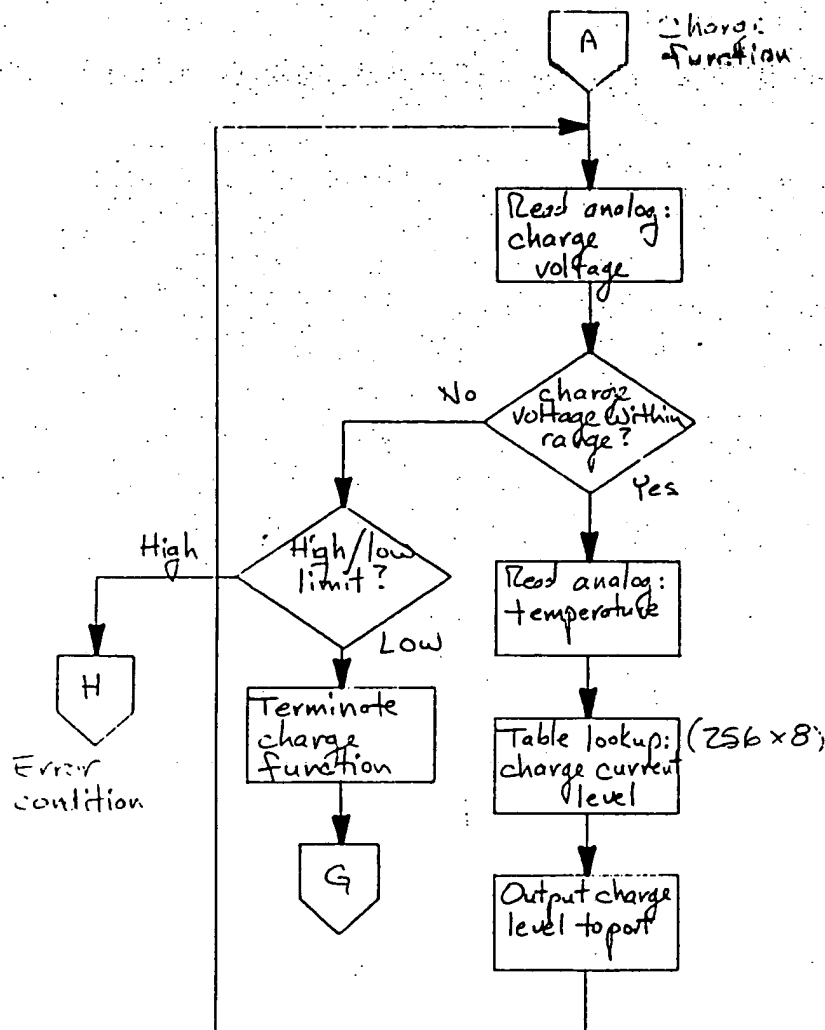 A
Charge
function
Read analog:
charge
voltage
charge
voltage within
range?
No
Yes
High/low
limit?
High
Low
Read analog:
temperature
H
Error
condition
Terminate
charge
function
Table lookup: (256×8)
charge current
level
G
Output charge
level to port